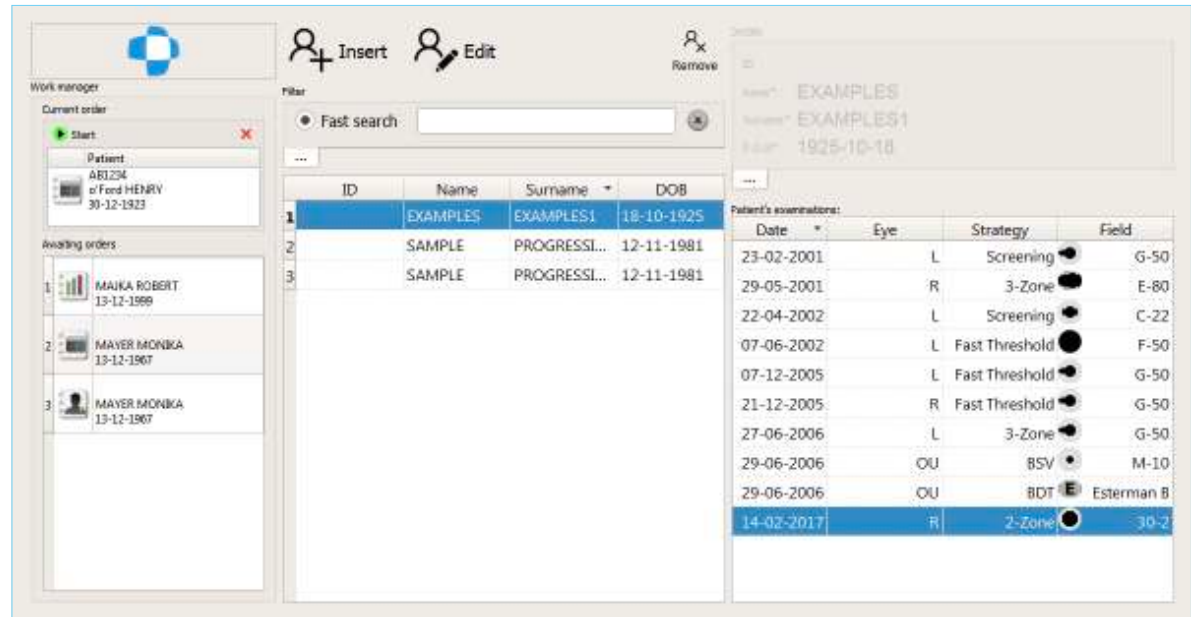 Insert
Edit
Remove
Work manager
Current order
Start
Patient
AB1234
o'Ford HENRY
30-12-1923
Awaiting orders
1 MAJKA ROBERT
13-12-1999
2 MAYER MONIKA
13-12-1967
3 MAYER MONIKA
13-12-1967
Filter
Fast search
...
ID Name Surname DOB
1 EXAMPLES EXAMPLES1 18-10-1925
2 SAMPLE PROGRESSI... 12-11-1981
3 SAMPLE PROGRESSI... 12-11-1981
ID
EXAMPLES
EXAMPLES1
1925-10-18
...
Patient's examinations:
Date Eye Strategy Field
23-02-2001 L Screening G-50
29-05-2001 R 3-Zone E-80
22-04-2002 L Screening C-22
07-06-2002 L Fast Threshold F-50
07-12-2005 L Fast Threshold G-50
21-12-2005 R Fast Threshold G-50
27-06-2006 L 3-Zone G-50
29-06-2006 OU BSV M-10
29-06-2006 OU BDT E Esterman B
14-02-2017 R 2-Zone 30-2